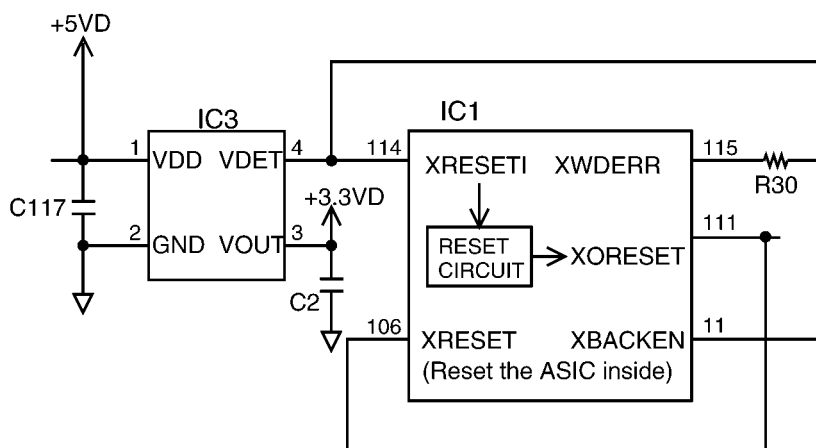 +5VD
IC3
IC1
1 VDD VDET 4
114 XRESETI XWDERR 115
R30
C117
+3.3VD
2 GND VOUT 3
111
RESET
CIRCUIT
XORESET
C2
106 XRESET XBACKEN 11
(Reset the ASIC inside)